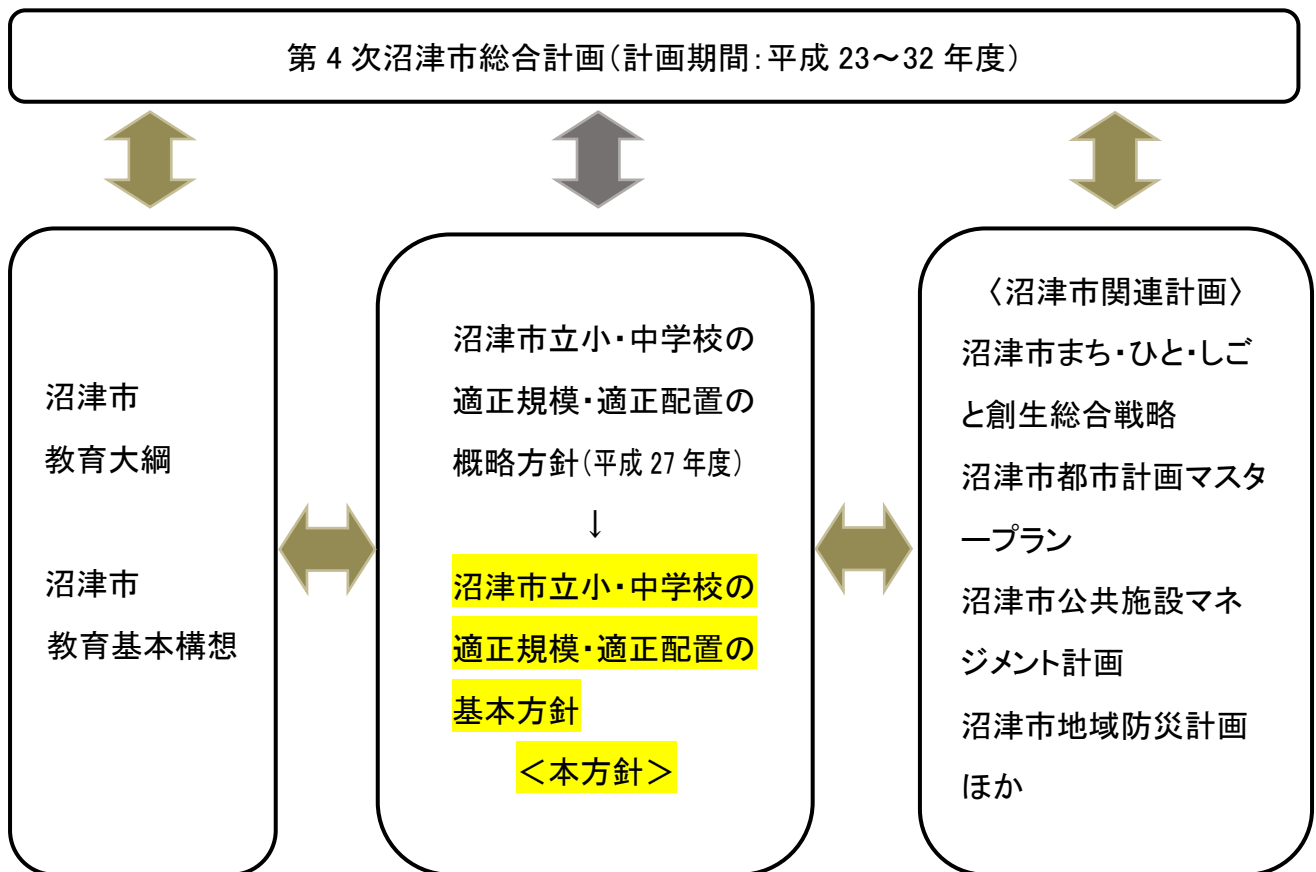 第 4 次沼津市総合計画(計画期間:平成 23～32 年度)
沼津市
教育大綱
沼津市
教育基本構想
沼津市立小・中学校の
適正規模・適正配置の
概略方針(平成 27 年度)
↓
沼津市立小・中学校の
適正規模・適正配置の
基本方針
＜本方針＞
〈沼津市関連計画〉
沼津市まち・ひと・しご
と創生総合戦略
沼津市都市計画マスタ
ープラン
沼津市公共施設マネ
ジメント計画
沼津市地域防災計画
ほか